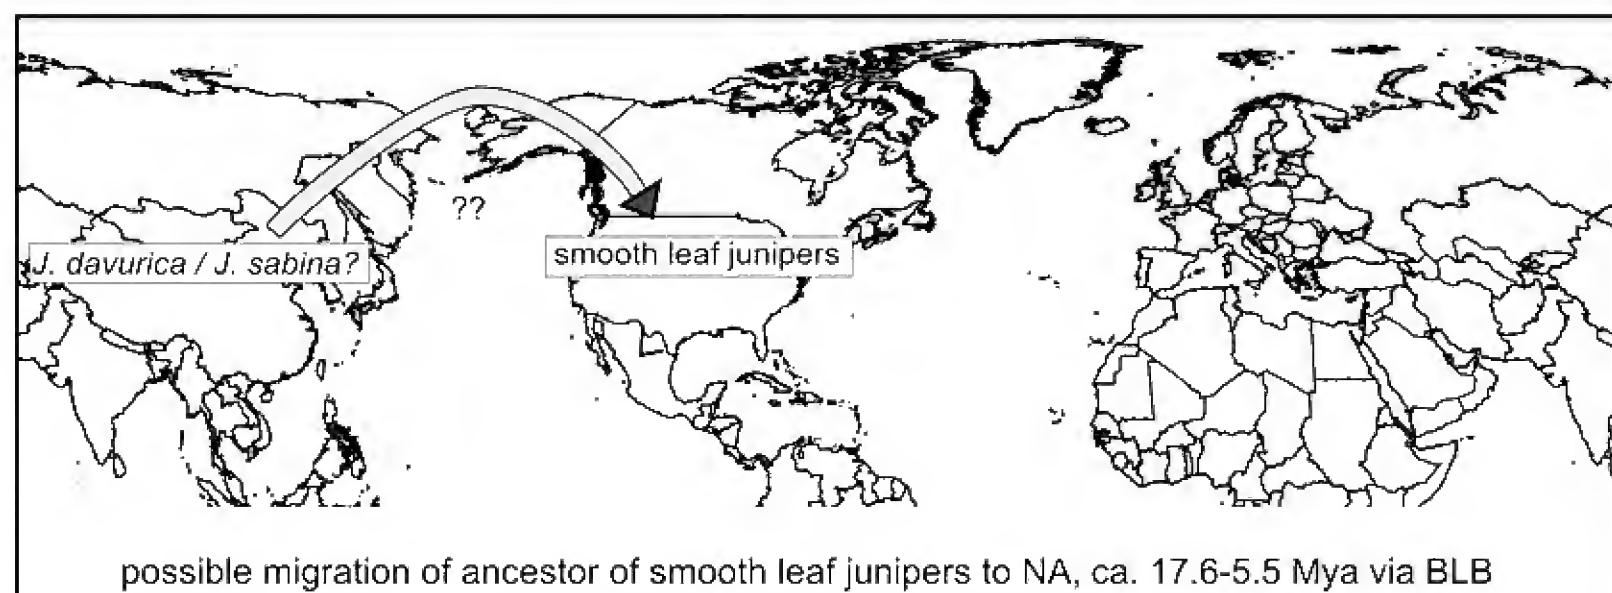 ??
J. davurica / J. sabina?
smooth leaf junipers
possible migration of ancestor of smooth leaf junipers to NA, ca. 17.6-5.5 Mya via BLB